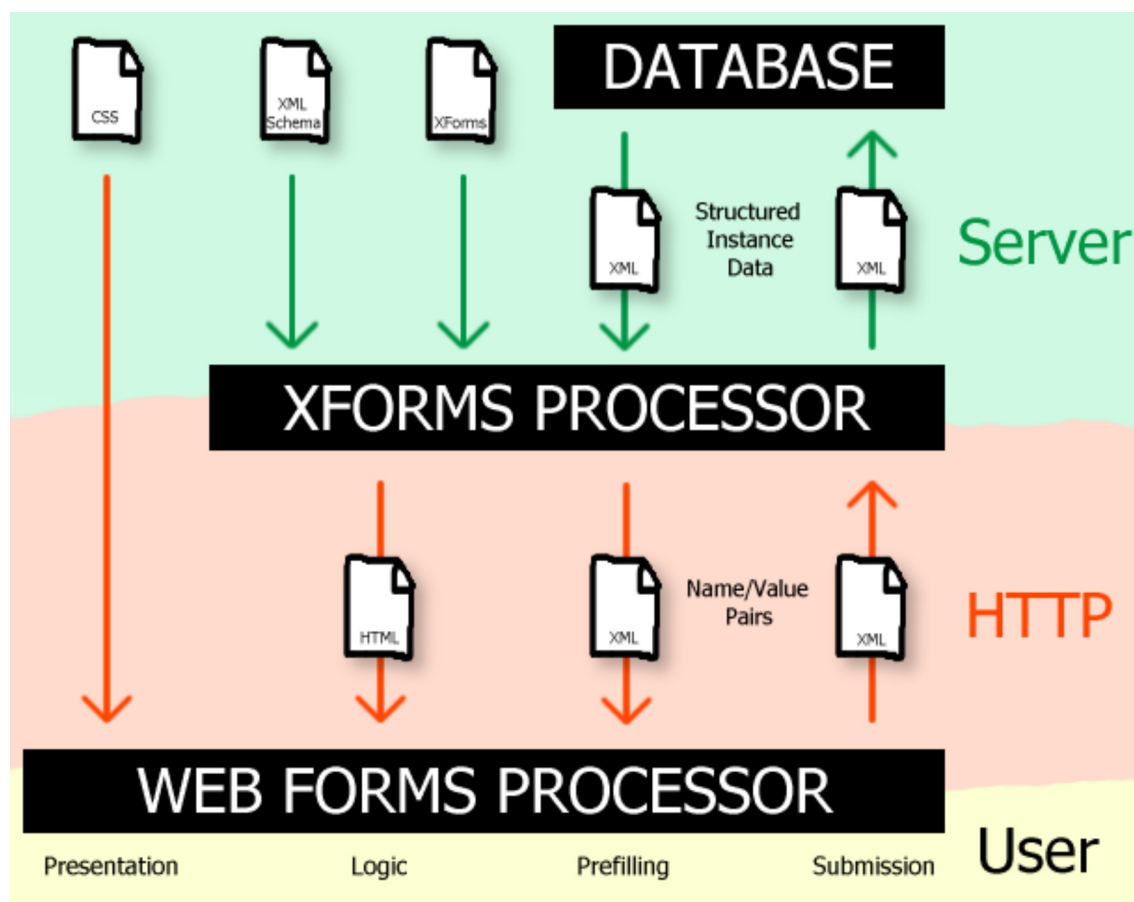 DATABASE
CSS
XML
Schema
XForms
Structured
Instance
Data
XML
XML
Server
XFORMS PROCESSOR
Name/Value
Pairs
HTML
XML
XML
HTTP
WEB FORMS PROCESSOR
User
Presentation
Logic
Prefilling
Submission